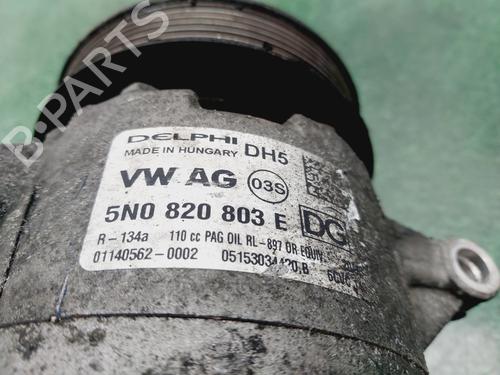 B-PARTS
DELPHI DH5
MADE IN HUNGARY
VW AG 03S
5N0 820 803 E DG
R-134a 110 cc PAG OIL RL-897 OR EQUIV.
01140562-0002